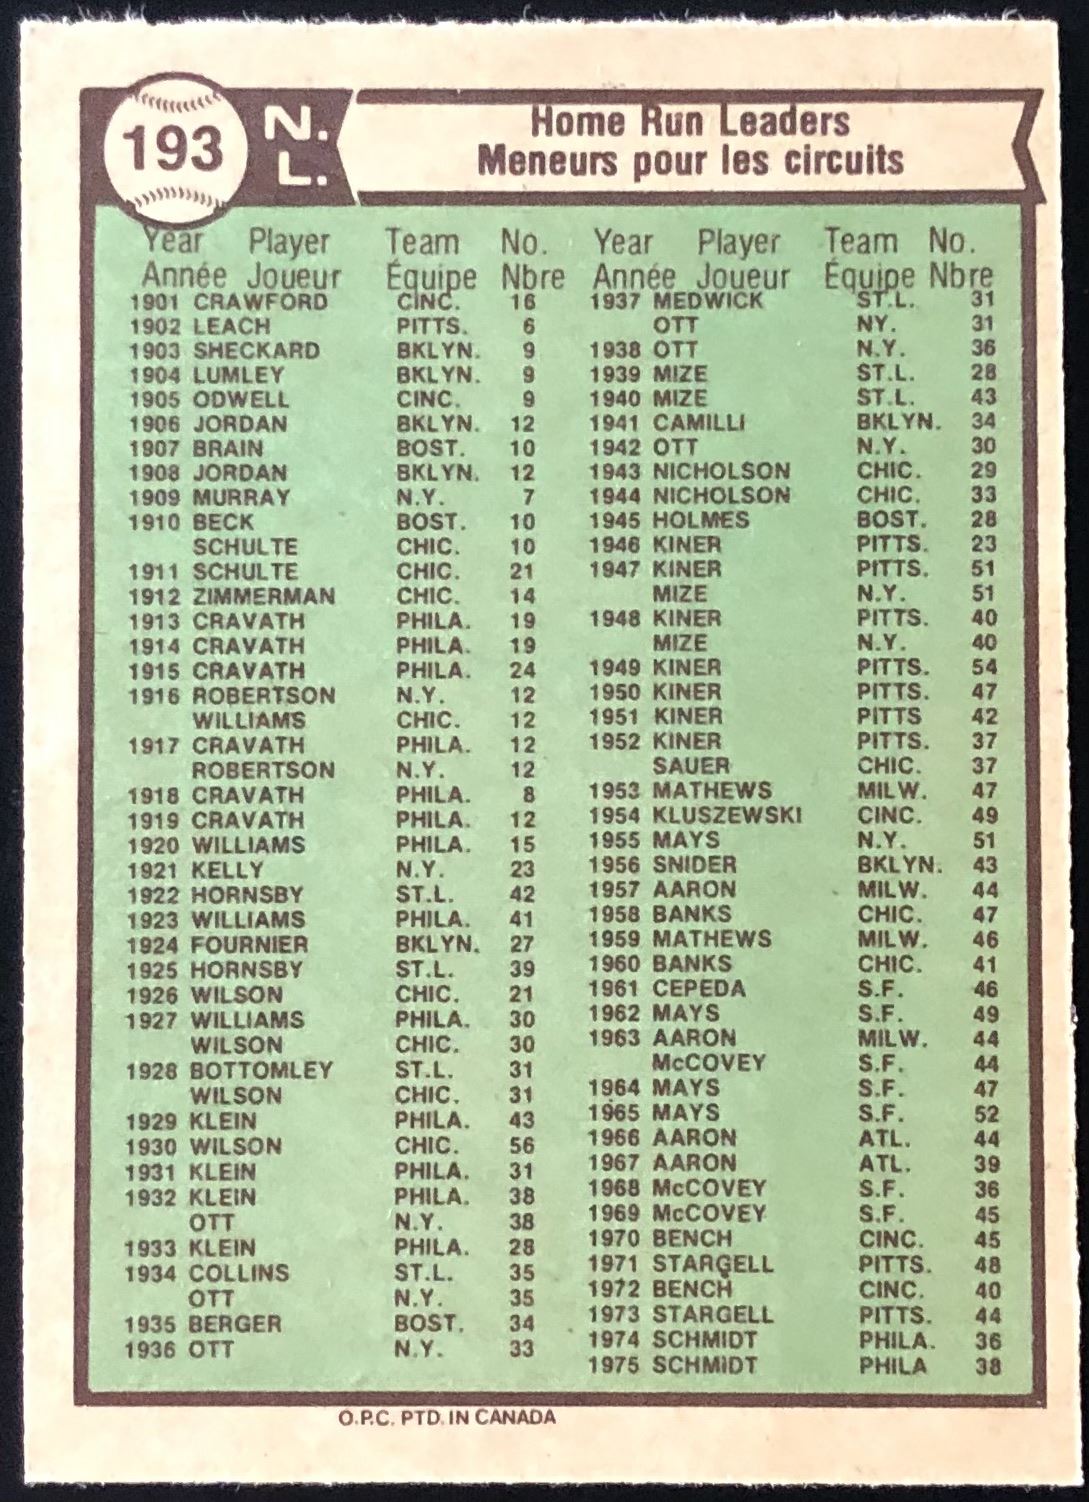 193
N.
L.
Home Run Leaders
Meneurs pour les circuits
Year Player Team No.
Année Joueur Équipe Nbre
1901 CRAWFORD CINC. 16
1902 LEACH PITTS. 6
1903 SHECKARD BKLYN. 9
1904 LUMLEY BKLYN. 9
1905 ODWELL CINC. 9
1906 JORDAN BKLYN. 12
1907 BRAIN BOST. 10
1908 JORDAN BKLYN. 12
1909 MURRAY N.Y. 7
1910 BECK BOST. 10
SCHULTE CHIC. 10
1911 SCHULTE CHIC. 21
1912 ZIMMERMAN CHIC. 14
1913 CRAVATH PHILA. 19
1914 CRAVATH PHILA. 19
1915 CRAVATH PHILA. 24
1916 ROBERTSON N.Y. 12
WILLIAMS CHIC. 12
1917 CRAVATH PHILA. 12
ROBERTSON N.Y. 12
1918 CRAVATH PHILA. 8
1919 CRAVATH PHILA. 12
1920 WILLIAMS PHILA. 15
1921 KELLY N.Y. 23
1922 HORNSBY ST.L. 42
1923 WILLIAMS PHILA. 41
1924 FOURNIER BKLYN. 27
1925 HORNSBY ST.L. 39
1926 WILSON CHIC. 21
1927 WILLIAMS PHILA. 30
WILSON CHIC. 30
1928 BOTTOMLEY ST.L. 31
WILSON CHIC. 31
1929 KLEIN PHILA. 43
1930 WILSON CHIC. 56
1931 KLEIN PHILA. 31
1932 KLEIN PHILA. 38
OTT N.Y. 38
1933 KLEIN PHILA. 28
1934 COLLINS ST.L. 35
OTT N.Y. 35
1935 BERGER BOST. 34
1936 OTT N.Y. 33
Year Player Team No.
Année Joueur Équipe Nbre
1937 MEDWICK ST.L. 31
OTT NY. 31
1938 OTT N.Y. 36
1939 MIZE ST.L. 28
1940 MIZE ST.L. 43
1941 CAMILLI BKLYN. 34
1942 OTT N.Y. 30
1943 NICHOLSON CHIC. 29
1944 NICHOLSON CHIC. 33
1945 HOLMES BOST. 28
1946 KINER PITTS. 23
1947 KINER PITTS. 51
MIZE N.Y. 51
1948 KINER PITTS. 40
MIZE N.Y. 40
1949 KINER PITTS. 54
1950 KINER PITTS. 47
1951 KINER PITTS 42
1952 KINER PITTS. 37
SAUER CHIC. 37
1953 MATHEWS MILW. 47
1954 KLUSZEWSKI CINC. 49
1955 MAYS N.Y. 51
1956 SNIDER BKLYN. 43
1957 AARON MILW. 44
1958 BANKS CHIC. 47
1959 MATHEWS MILW. 46
1960 BANKS CHIC. 41
1961 CEPEDA S.F. 46
1962 MAYS S.F. 49
1963 AARON MILW. 44
McCOVEY S.F. 44
1964 MAYS S.F. 47
1965 MAYS S.F. 52
1966 AARON ATL. 44
1967 AARON ATL. 39
1968 McCOVEY S.F. 36
1969 McCOVEY S.F. 45
1970 BENCH CINC. 45
1971 STARGELL PITTS. 48
1972 BENCH CINC. 40
1973 STARGELL PITTS. 44
1974 SCHMIDT PHILA. 36
1975 SCHMIDT PHILA 38
O.P.C. PTD. IN CANADA